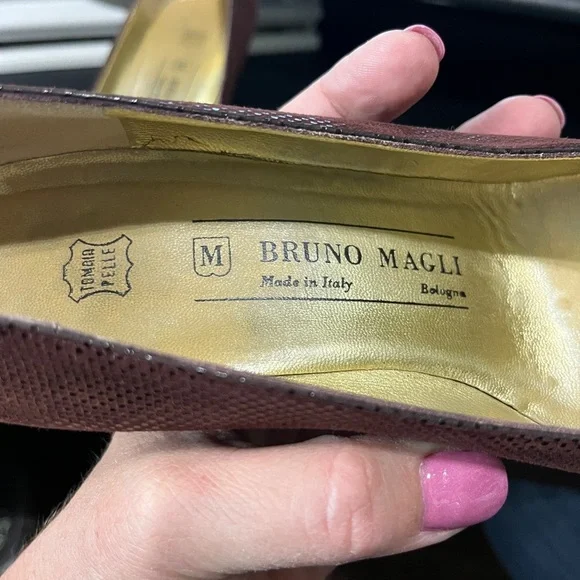 TOMAIA
PELLE
M BRUNO MAGLI
Made in Italy Bologna